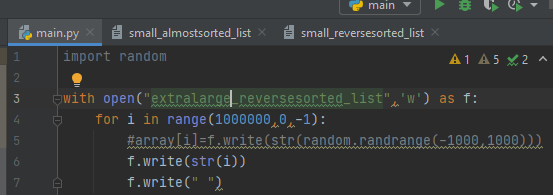 main
main.py × small_almostsorted_list × small_reversesorted_list ×
1 import random 1 5 2
2
3 with open("extralarge_reversesorted_list",'w') as f:
4 for i in range(1000000,0,-1):
5 #array[i]=f.write(str(random.randrange(-1000,1000)))
6 f.write(str(i))
7 f.write(" ")